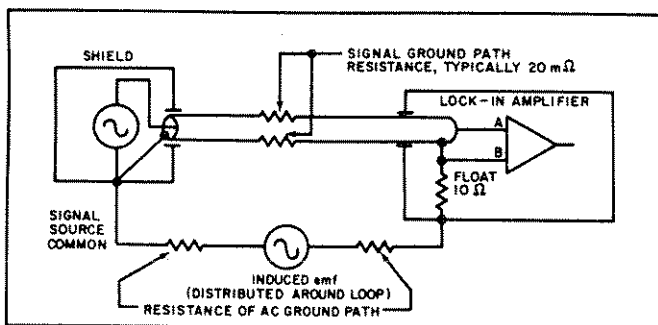 SHIELD
SIGNAL GROUND PATH
RESISTANCE, TYPICALLY 20 mΩ
LOCK-IN AMPLIFIER
A
B
FLOAT
10 Ω
SIGNAL
SOURCE
COMMON
INDUCED emf
(DISTRIBUTED AROUND LOOP)
RESISTANCE OF AC GROUND PATH